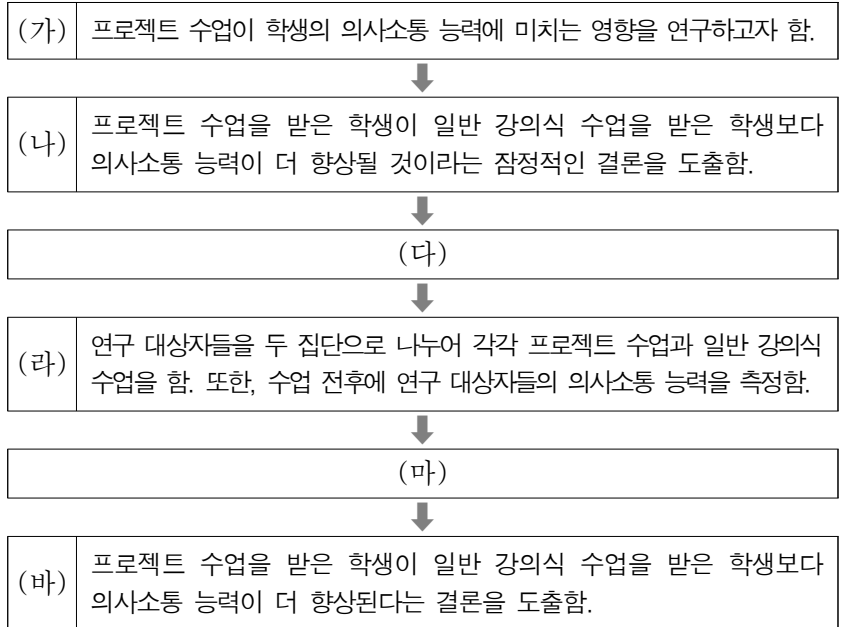 (가) 프로젝트 수업이 학생의 의사소통 능력에 미치는 영향을 연구하고자 함.
(나) 프로젝트 수업을 받은 학생이 일반 강의식 수업을 받은 학생보다
의사소통 능력이 더 향상될 것이라는 잠정적인 결론을 도출함.
(다)
(라) 연구 대상자들을 두 집단으로 나누어 각각 프로젝트 수업과 일반 강의식
수업을 함. 또한, 수업 전후에 연구 대상자들의 의사소통 능력을 측정함.
(마)
(바) 프로젝트 수업을 받은 학생이 일반 강의식 수업을 받은 학생보다
의사소통 능력이 더 향상된다는 결론을 도출함.